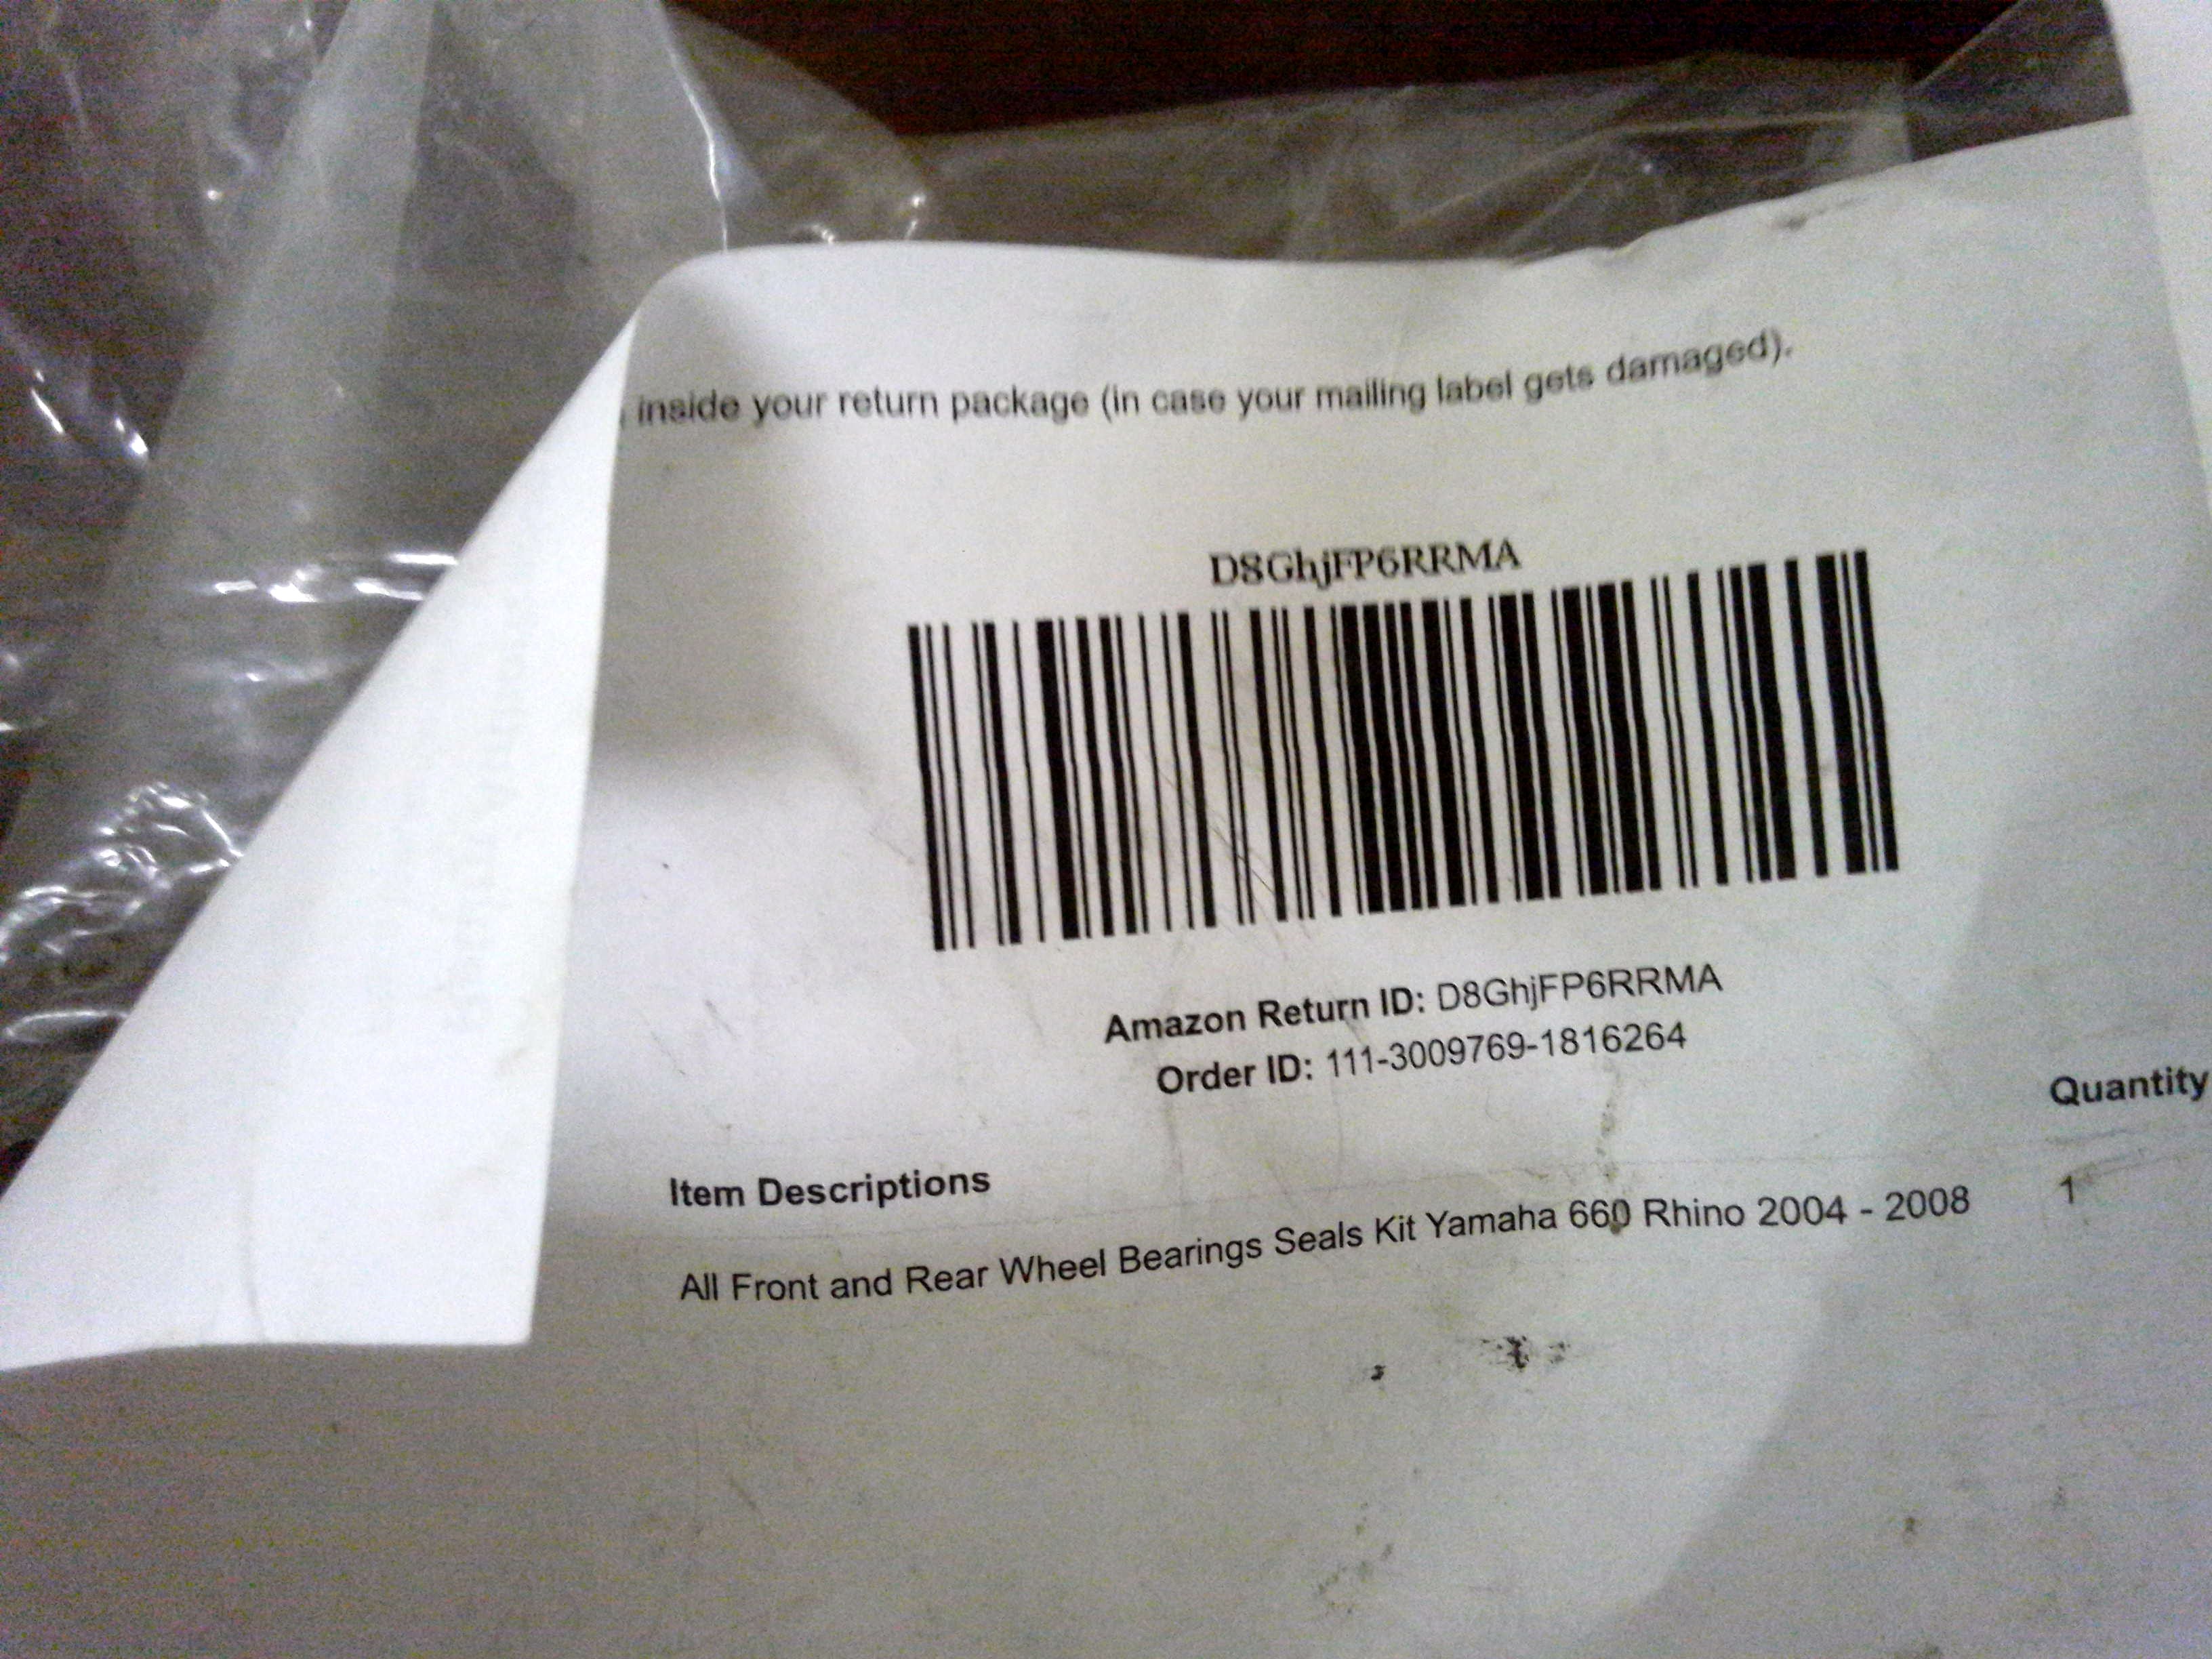 inside your return package (in case your mailing label gets damaged).
D8GhjFP6RRMA
Amazon Return ID: D8GhjFP6RRMA
Order ID: 111-3009769-1816264
Item Descriptions Quantity
All Front and Rear Wheel Bearings Seals Kit Yamaha 660 Rhino 2004 - 2008 1